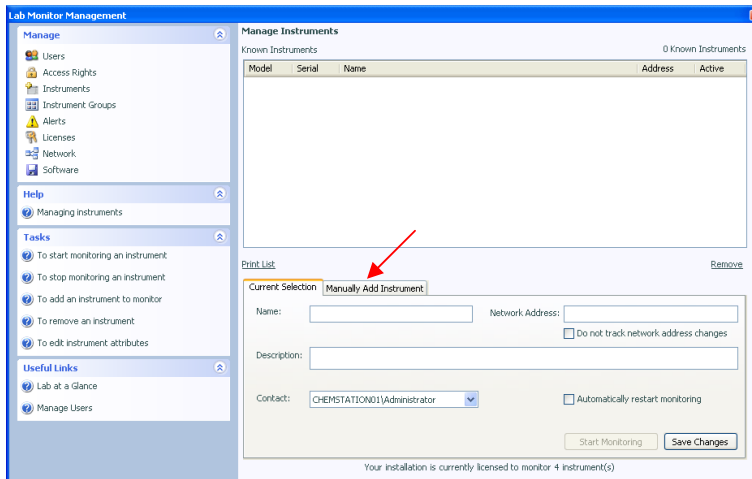 Lab Monitor Management
Manage
Users
Access Rights
Instruments
Instrument Groups
Alerts
Licenses
Network
Software
Help
Managing instruments
Tasks
To start monitoring an instrument
To stop monitoring an instrument
To add an instrument to monitor
To remove an instrument
To edit instrument attributes
Useful Links
Lab at a Glance
Manage Users
Manage Instruments
Known Instruments 0 Known Instruments
Model Serial Name Address Active
Print List Remove
Current Selection Manually Add Instrument
Name: Network Address:
Do not track network address changes
Description:
Contact: CHEMSTATION01\Administrator Automatically restart monitoring
Start Monitoring Save Changes
Your installation is currently licensed to monitor 4 instrument(s)